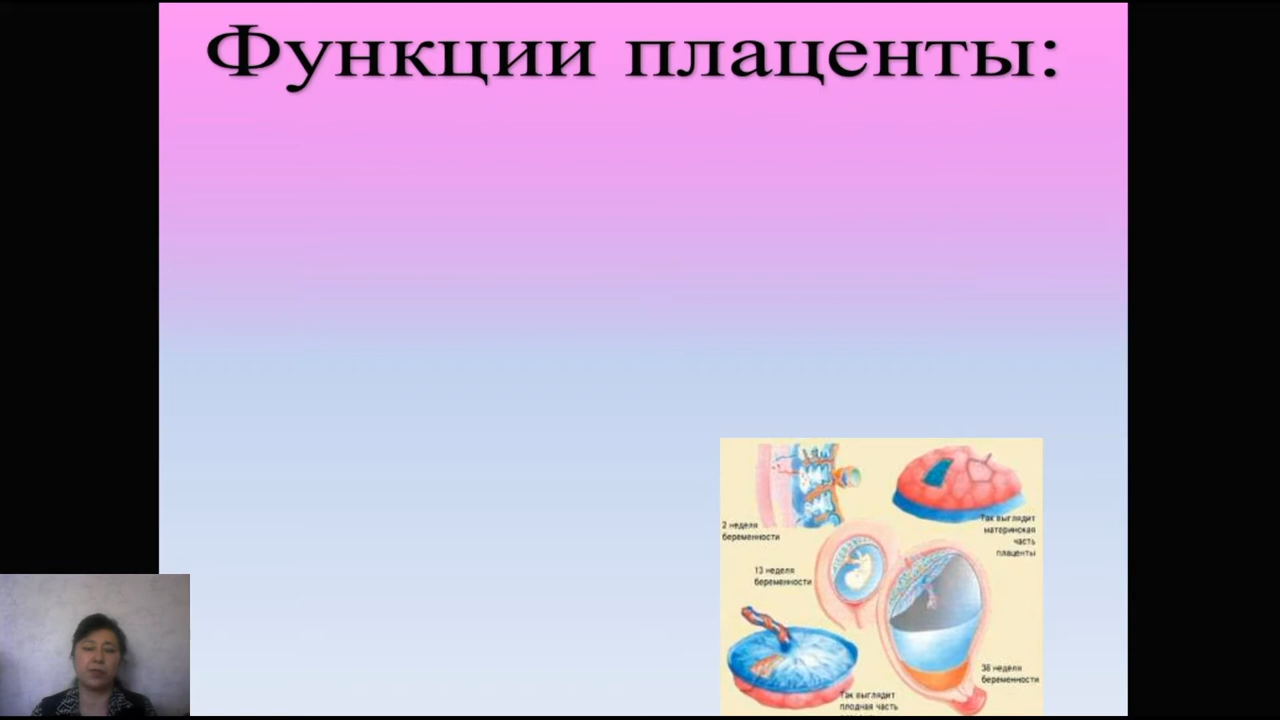 Функции плаценты:
2 неделя
беременности
Так выглядит
материнская
часть
плаценты
13 неделя
беременности
38 недели
беременности
Так выглядит
плодная часть